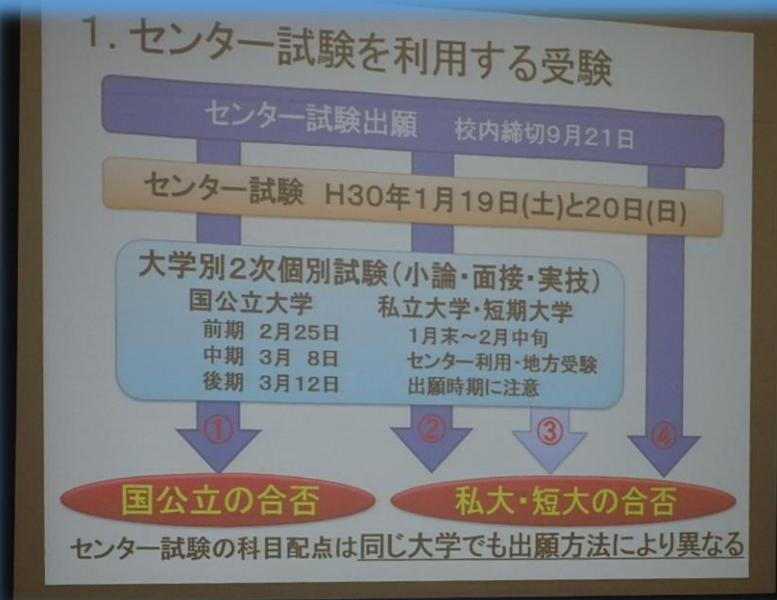 1. センター試験を利用する受験
センター試験出願 校内締切9月21日
センター試験 H30年1月19日(土)と20日(日)
大学別2次個別試験(小論・面接・実技)
国公立大学
前期 2月25日
中期 3月 8日
後期 3月12日
私立大学・短期大学
1月末~2月中旬
センター利用・地方受験
出願時期に注意
① ② ③ ④
国公立の合否 私大・短大の合否
センター試験の科目配点は同じ大学でも出願方法により異なる